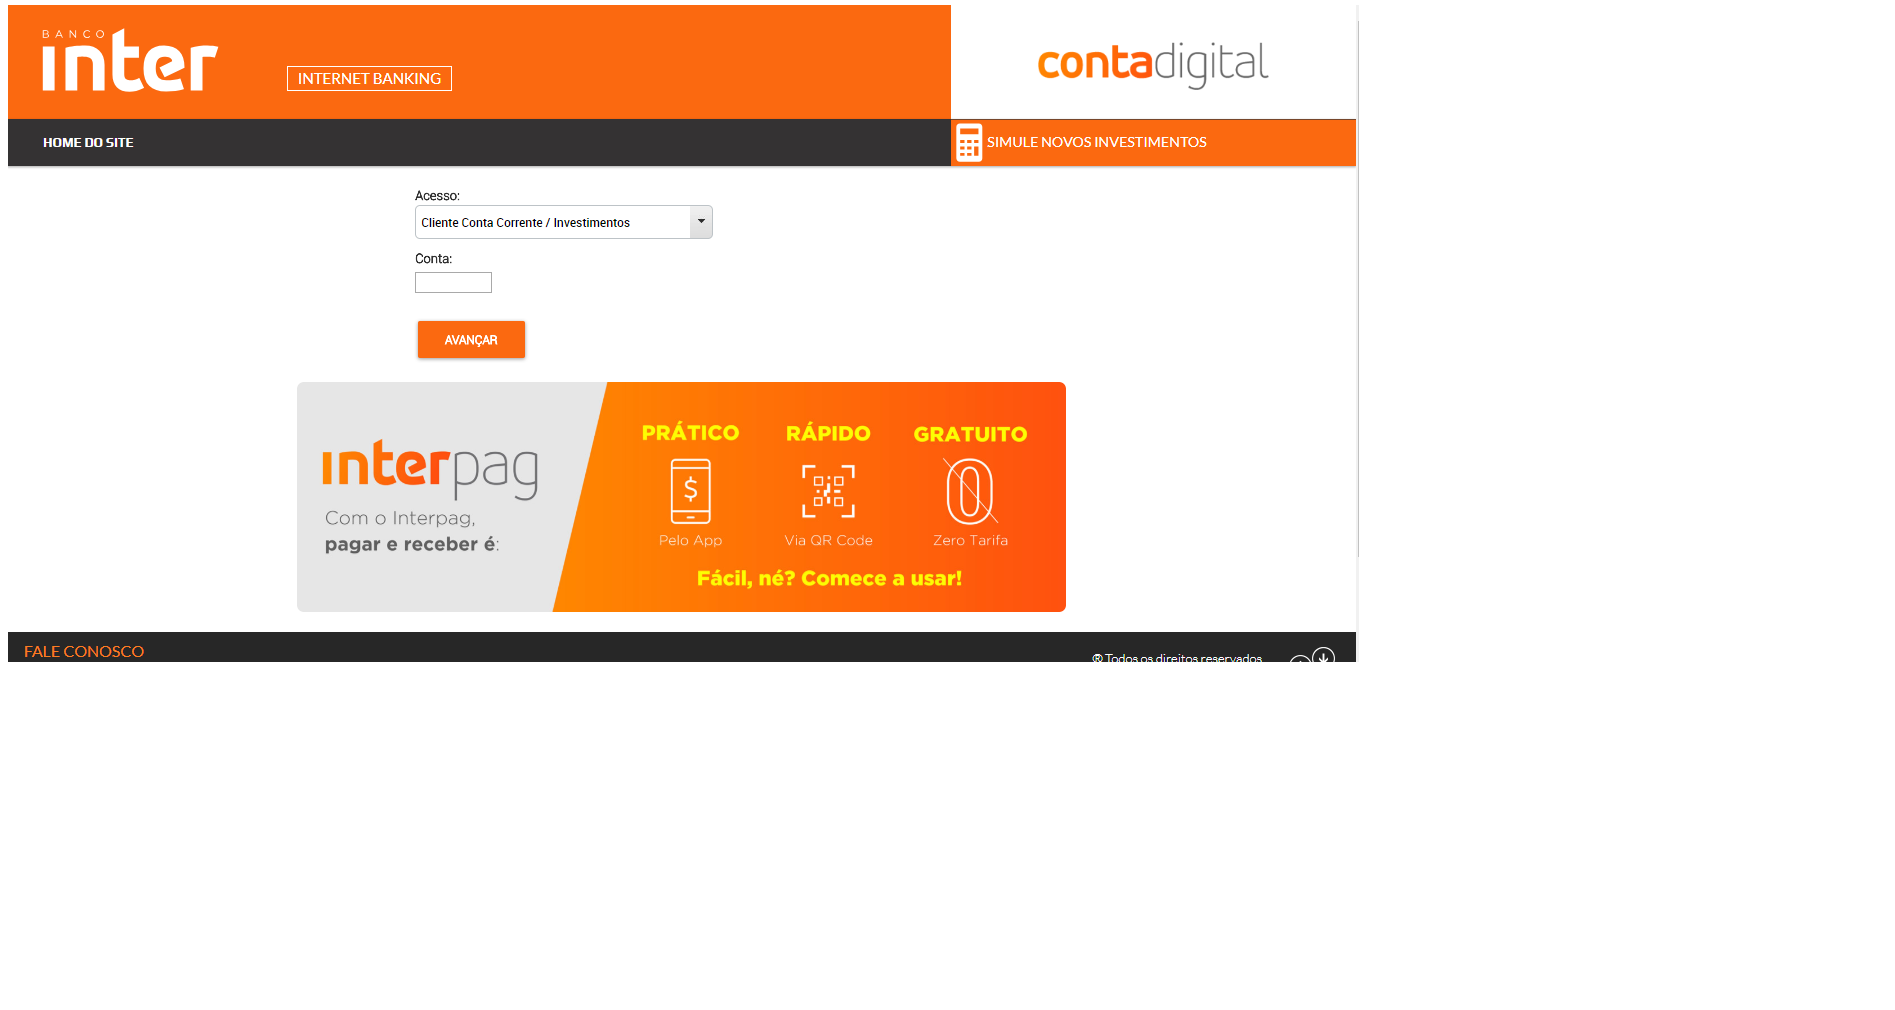 BANCO
inter
INTERNET BANKING
contadigital
HOME DO SITE
SIMULE NOVOS INVESTIMENTOS
Acesso:
Cliente Conta Corrente / Investimentos
Conta:
AVANÇAR
interpag
Com o Interpag,
pagar e receber é:
PRÁTICO
RÁPIDO
GRATUITO
$
0
Pelo App
Via QR Code
Zero Tarifa
Fácil, né? Comece a usar!
FALE CONOSCO
® Todos os direitos reservados